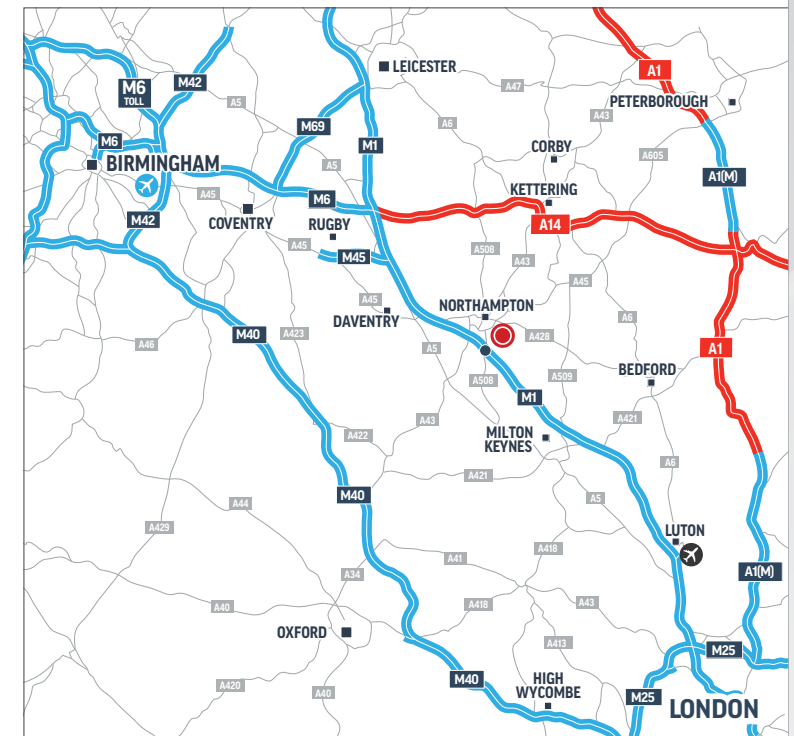 LEICESTER
A1
M6
TOLL
M42
A5
A47
PETERBOROUGH
A43
A6
M69
M6
M1
CORBY
A605
BIRMINGHAM
A5
A1(M)
KETTERING
A45
M6
COVENTRY
RUGBY
A14
M42
A45
M45
A508
A43
A45
A45
DAVENTRY
NORTHAMPTON
A6
M40
A423
A428
A46
A5
A1
BEDFORD
A508
A509
M1
A43
A421
A422
MILTON
KEYNES
A6
A421
M40
A5
A44
A429
LUTON
A418
A41
A34
A1(M)
A40
A418
A43
OXFORD
A413
M25
M40
HIGH
WYCOMBE
A420
A40
M25
LONDON